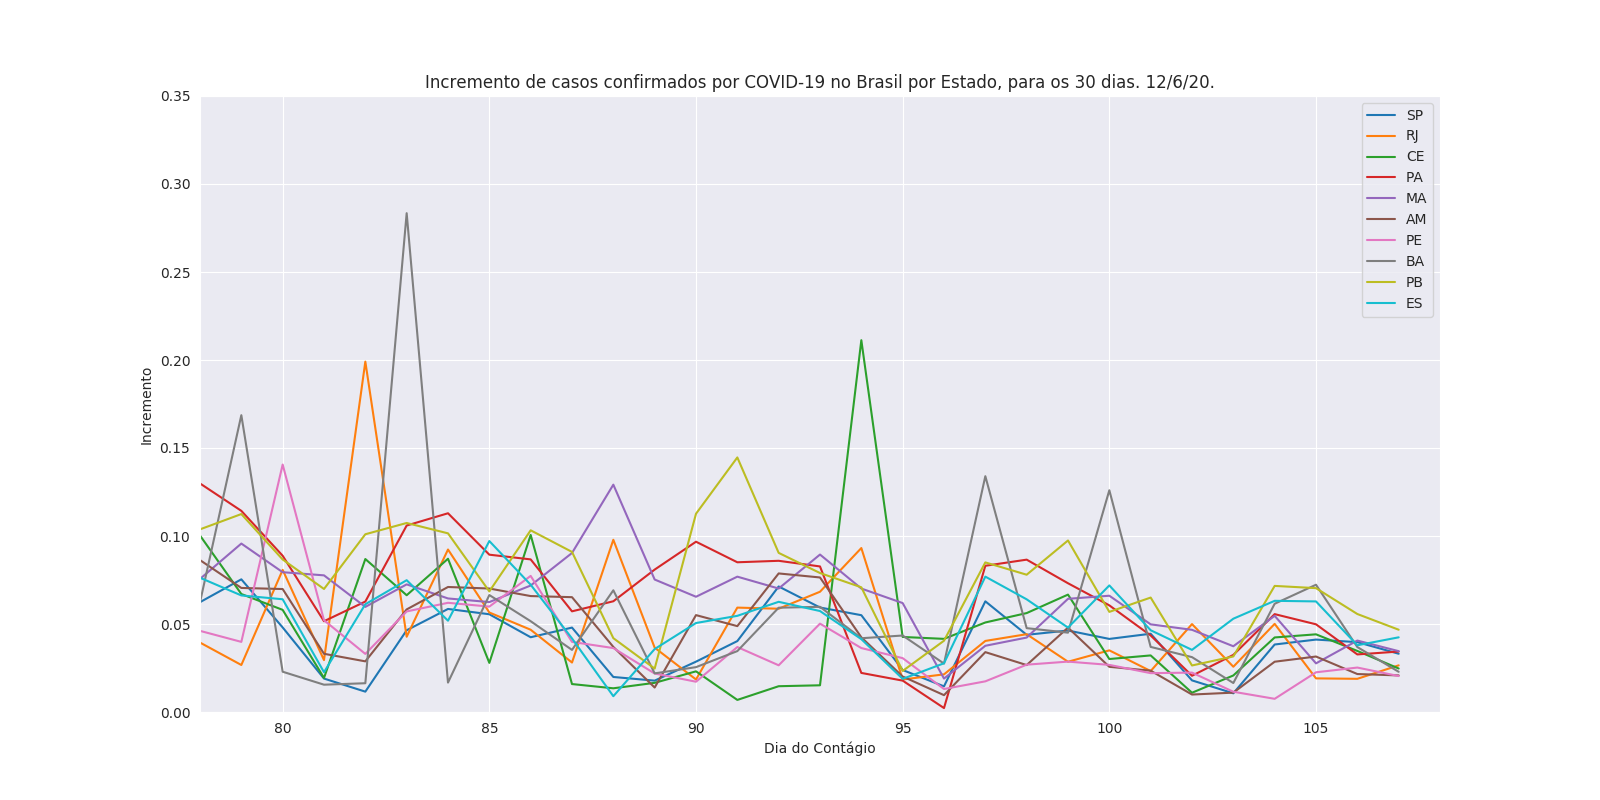 Incremento de casos confirmados por COVID-19 no Brasil por Estado, para os 30 dias. 12/6/20.
0.35
0.30
0.25
0.20
0.15
0.10
0.05
0.00
Incremento
80
85
90
95
100
105
Dia do Contágio
SP
RJ
CE
PA
MA
AM
PE
BA
PB
ES